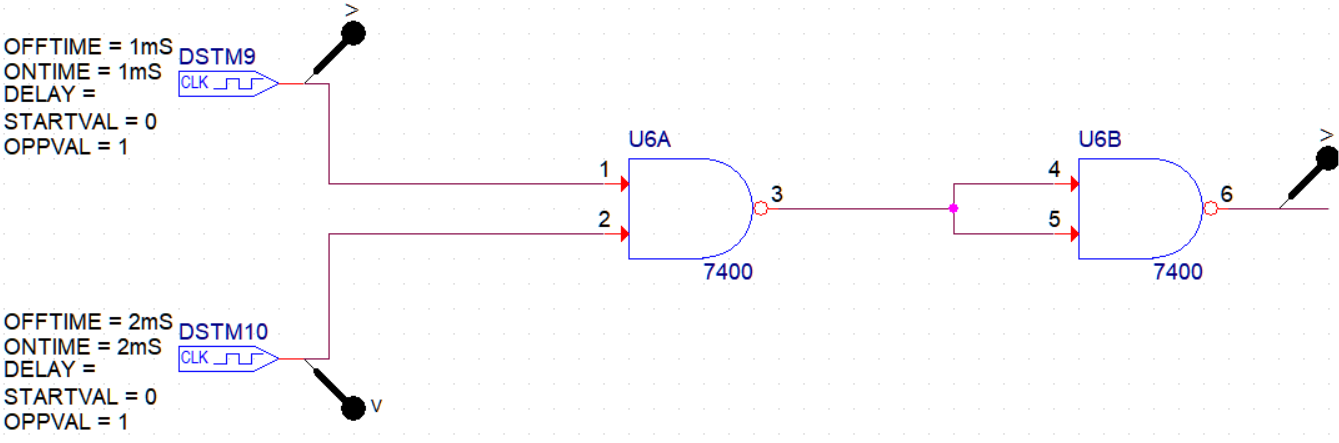 OFFTIME = 1mS
DSTM9
ONTIME = 1mS
CLK
DELAY =
STARTVAL = 0
OPPVAL = 1
>
U6A
1
2
3
7400
U6B
4
5
6
7400
>
OFFTIME = 2mS
DSTM10
ONTIME = 2mS
CLK
DELAY =
STARTVAL = 0
OPPVAL = 1
V